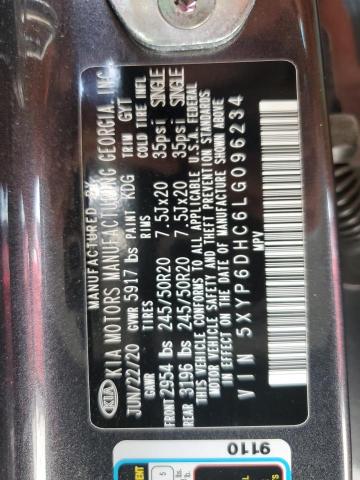 MANUFACTURED BY
KIA KIA MOTORS MANUFACTURING GEORGIA, INC.
JUN/22/20 GVWR 5917 lbs PAINT KDG TRIM GYT
GAWR TIRES RIMS COLD TIRE INFL
FRONT 2954 lbs 245/50R20 7.5Jx20 35psi SINGLE
REAR 3196 lbs 245/50R20 7.5Jx20 35psi SINGLE
THIS VEHICLE CONFORMS TO ALL APPLICABLE U.S.A. FEDERAL
MOTOR VEHICLE SAFETY AND THEFT PREVENTION STANDARDS
IN EFFECT ON THE DATE OF MANUFACTURE SHOWN ABOVE
VIN 5XYP6DHC6LG096234
MPV
9110
5